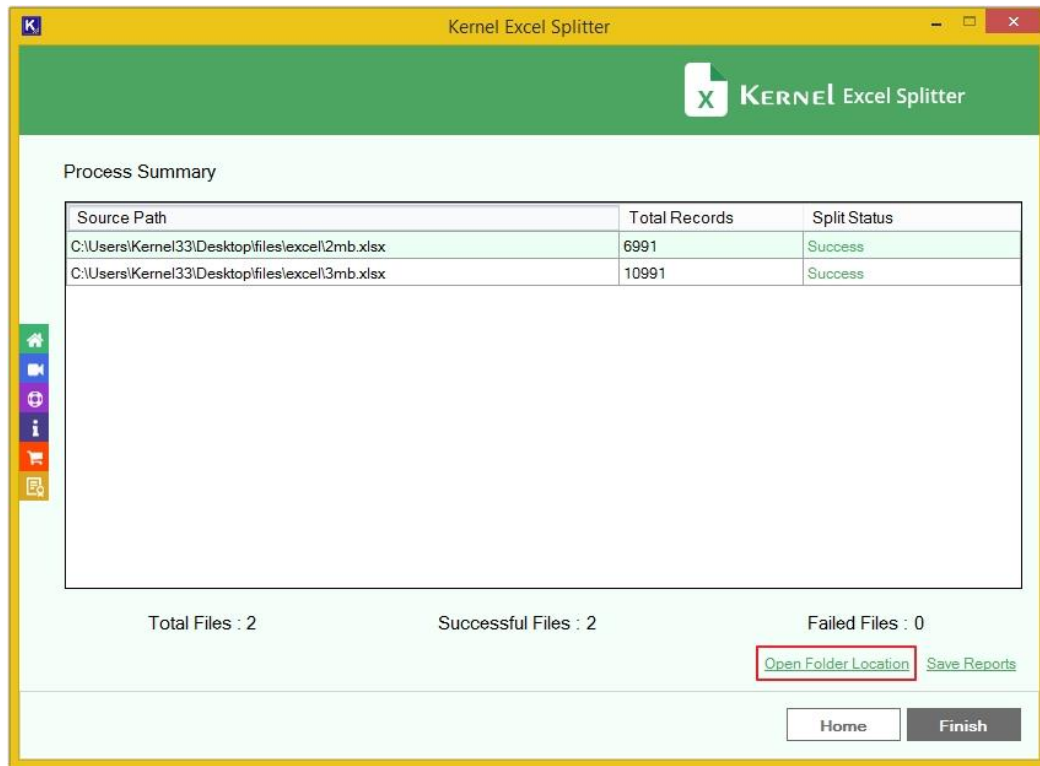 Kernel Excel Splitter
X KERNEL Excel Splitter
Process Summary
Source Path Total Records Split Status
C:\Users\Kernel33\Desktop\files\excel\2mb.xlsx 6991 Success
C:\Users\Kernel33\Desktop\files\excel\3mb.xlsx 10991 Success
Total Files : 2 Successful Files : 2 Failed Files : 0
Open Folder Location Save Reports
Home Finish